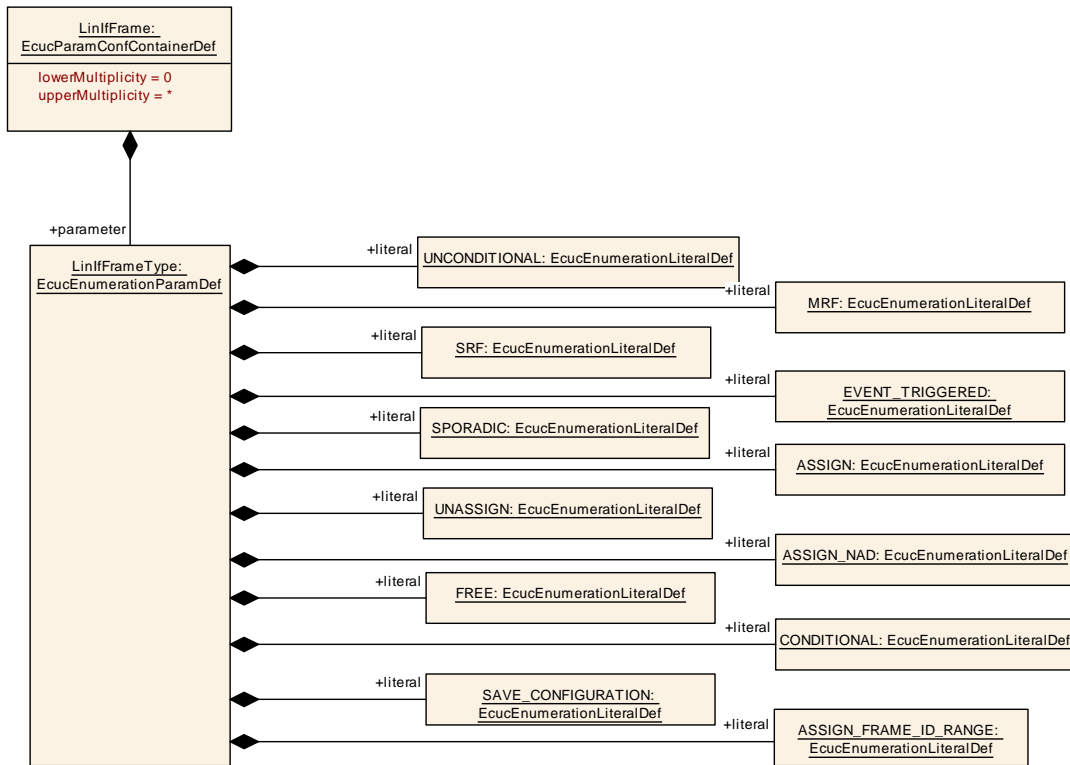 LinIfFrame:
EcucParamConfContainerDef
lowerMultiplicity = 0
upperMultiplicity = *
+parameter
LinIfFrameType:
EcucEnumerationParamDef
+literal
UNCONDITIONAL: EcucEnumerationLiteralDef
+literal
MRF: EcucEnumerationLiteralDef
+literal
SRF: EcucEnumerationLiteralDef
+literal
EVENT_TRIGGERED:
EcucEnumerationLiteralDef
+literal
SPORADIC: EcucEnumerationLiteralDef
+literal
ASSIGN: EcucEnumerationLiteralDef
+literal
UNASSIGN: EcucEnumerationLiteralDef
+literal
ASSIGN_NAD: EcucEnumerationLiteralDef
+literal
FREE: EcucEnumerationLiteralDef
+literal
CONDITIONAL: EcucEnumerationLiteralDef
+literal
SAVE_CONFIGURATION:
EcucEnumerationLiteralDef
+literal
ASSIGN_FRAME_ID_RANGE:
EcucEnumerationLiteralDef